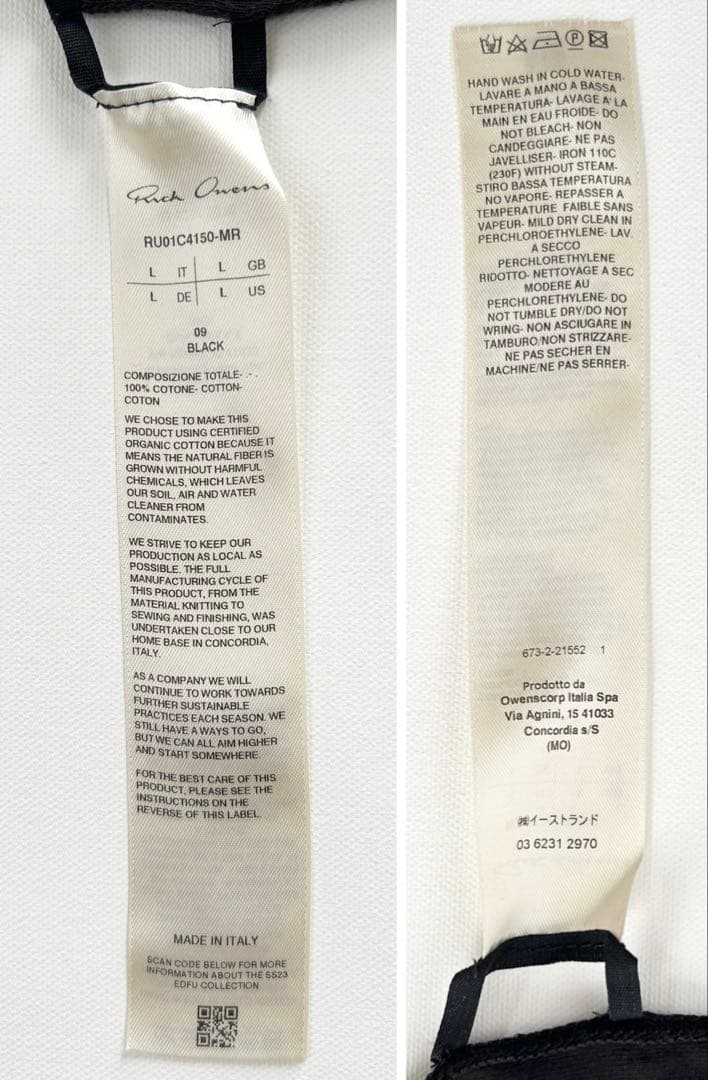 Rick Owens
RU01C4150-MR
L IT L GB
L DE L US
09
BLACK
COMPOSIZIONE TOTALE-
100% COTONE- COTTON-
COTON
WE CHOSE TO MAKE THIS
PRODUCT USING CERTIFIED
ORGANIC COTTON BECAUSE IT
MEANS THE NATURAL FIBER IS
GROWN WITHOUT HARMFUL
CHEMICALS, WHICH LEAVES
OUR SOIL, AIR AND WATER
CLEANER FROM
CONTAMINATES.
WE STRIVE TO KEEP OUR
PRODUCTION AS LOCAL AS
POSSIBLE. THE FULL
MANUFACTURING CYCLE OF
THIS PRODUCT, FROM THE
MATERIAL KNITTING TO
SEWING AND FINISHING, WAS
UNDERTAKEN CLOSE TO OUR
HOME BASE IN CONCORDIA,
ITALY.
AS A COMPANY WE WILL
CONTINUE TO WORK TOWARDS
FURTHER SUSTAINABLE
PRACTICES EACH SEASON. WE
STILL HAVE A WAYS TO GO,
BUT WE CAN ALL AIM HIGHER
AND START SOMEWHERE.
FOR THE BEST CARE OF THIS
PRODUCT, PLEASE SEE THE
INSTRUCTIONS ON THE
REVERSE OF THIS LABEL.
MADE IN ITALY
SCAN CODE BELOW FOR MORE
INFORMATION ABOUT THE SS23
EDFU COLLECTION
HAND WASH IN COLD WATER-
LAVARE A MANO A BASSA
TEMPERATURA- LAVAGE A' LA
MAIN EN EAU FROIDE- DO
NOT BLEACH- NON
CANDEGGIARE- NE PAS
JAVELLISER- IRON 110C
(230F) WITHOUT STEAM-
STIRO BASSA TEMPERATURA
NO VAPORE- REPASSER A
TEMPERATURE FAIBLE SANS
VAPEUR- MILD DRY CLEAN IN
PERCHLOROETHYLENE- LAV.
A SECCO
PERCHLORETHYLENE
RIDOTTO- NETTOYAGE A SEC
MODERE AU
PERCHLORETHYLENE- DO
NOT TUMBLE DRY/DO NOT
WRING- NON ASCIUGARE IN
TAMBURO/NON STRIZZARE-
NE PAS SECHER EN
MACHINE/NE PAS SERRER-
673-2-21552 1
Prodotto da
Owenscorp Italia Spa
Via Agnini, 15 41033
Concordia s/S
(MO)
㈱イーストランド
03 6231 2970